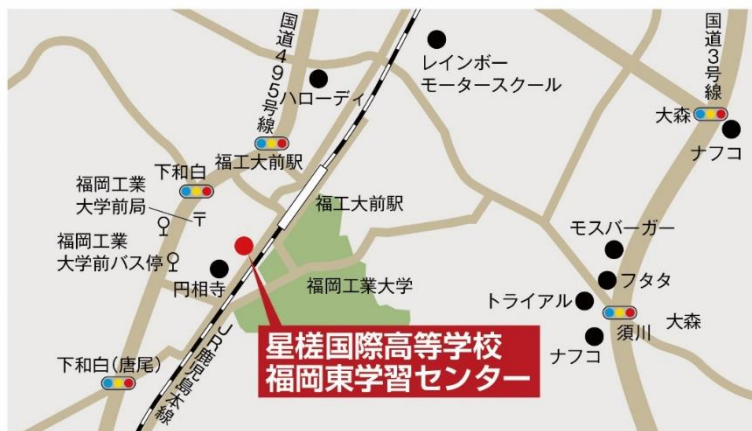 国道495号線
レインボー
モータースクール
国道3号線
ハローディ
大森
ナフコ
福工大前駅
下和白
福岡工業
大学前局
〒
福岡工業
大学前バス停
円相寺
福工大前駅
福岡工業大学
モスバーガー
フタタ
トライアル
須川
大森
ナフコ
星槎国際高等学校
福岡東学習センター
下和白(唐尾)
JR鹿児島本線